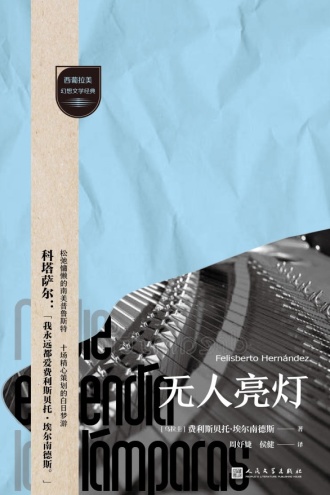 西葡拉美
幻想文学经典
松弛慵懒的南美普鲁斯特 十场精心策划的白日梦游
科塔萨尔：「我永远都爱费利斯贝托·埃尔南德斯。」
Nadie
encendía
las lámparas
Felisberto Hernández
无人亮灯
［乌拉圭］费利斯贝托·埃尔南德斯 著
周妤婕 侯健 译
人民文学出版社